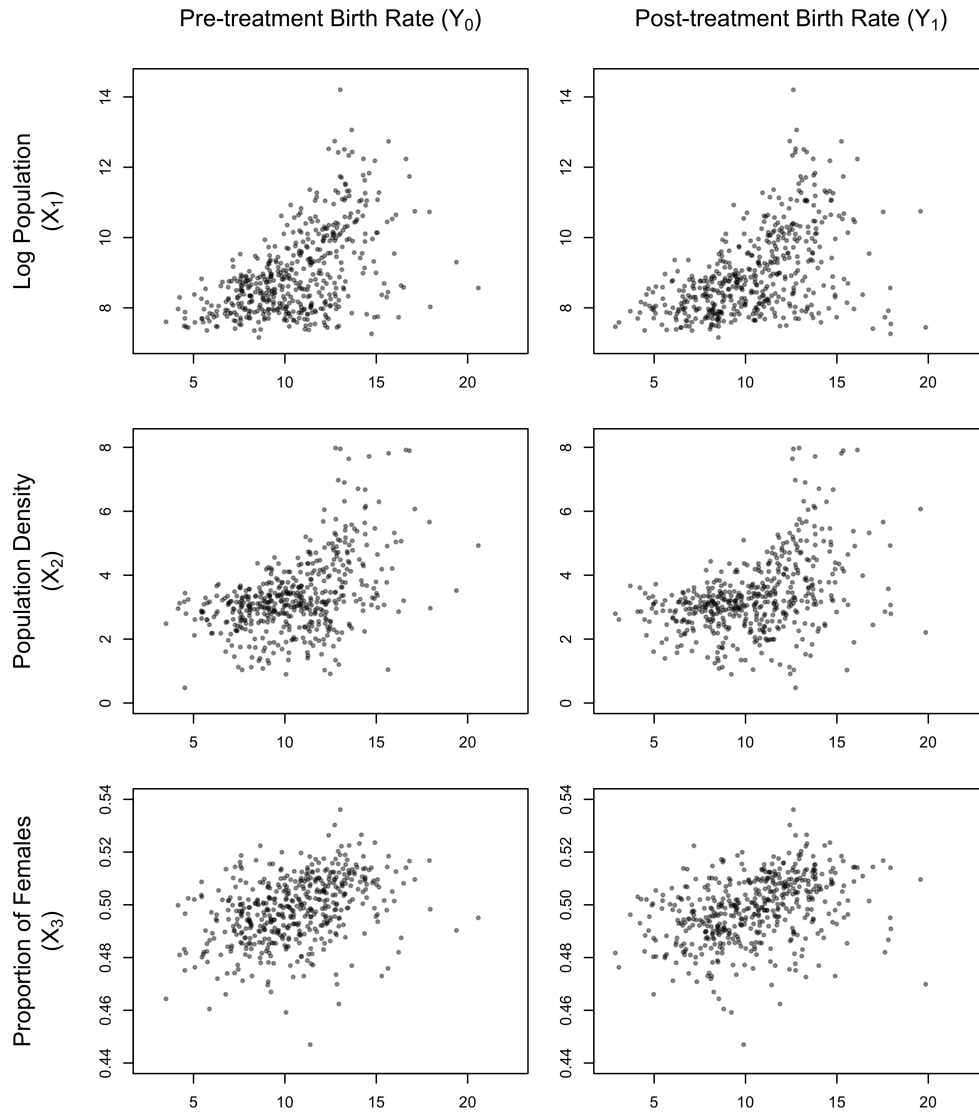 Pre-treatment Birth Rate (Y₀)
Post-treatment Birth Rate (Y₁)
Log Population
(X₁)
14
12
10
8
5 10 15 20
5 10 15 20
14
12
10
8
Population Density
(X₂)
8
6
4
2
0
5 10 15 20
8
6
4
2
0
5 10 15 20
Proportion of Females
(X₃)
0.54
0.52
0.50
0.48
0.46
0.44
5 10 15 20
0.54
0.52
0.50
0.48
0.46
0.44
5 10 15 20